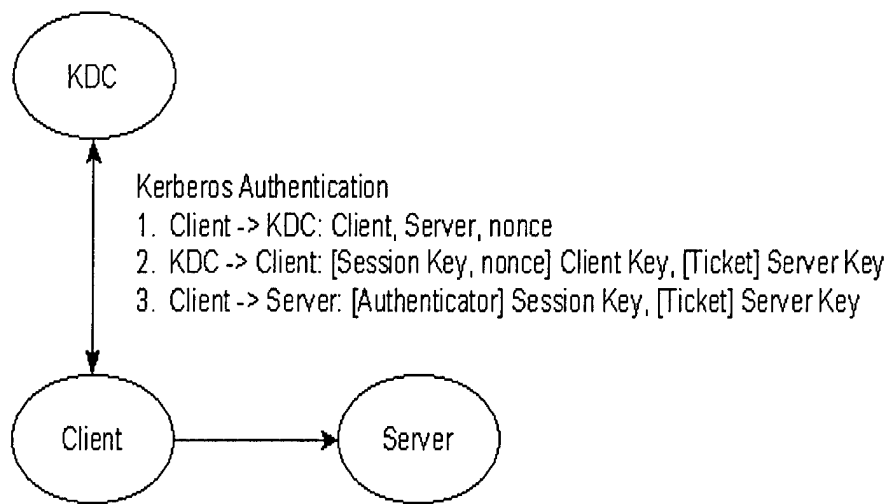 KDC
Kerberos Authentication
1. Client -> KDC: Client, Server, nonce
2. KDC -> Client: [Session Key, nonce] Client Key, [Ticket] Server Key
3. Client -> Server: [Authenticator] Session Key, [Ticket] Server Key
Client
Server